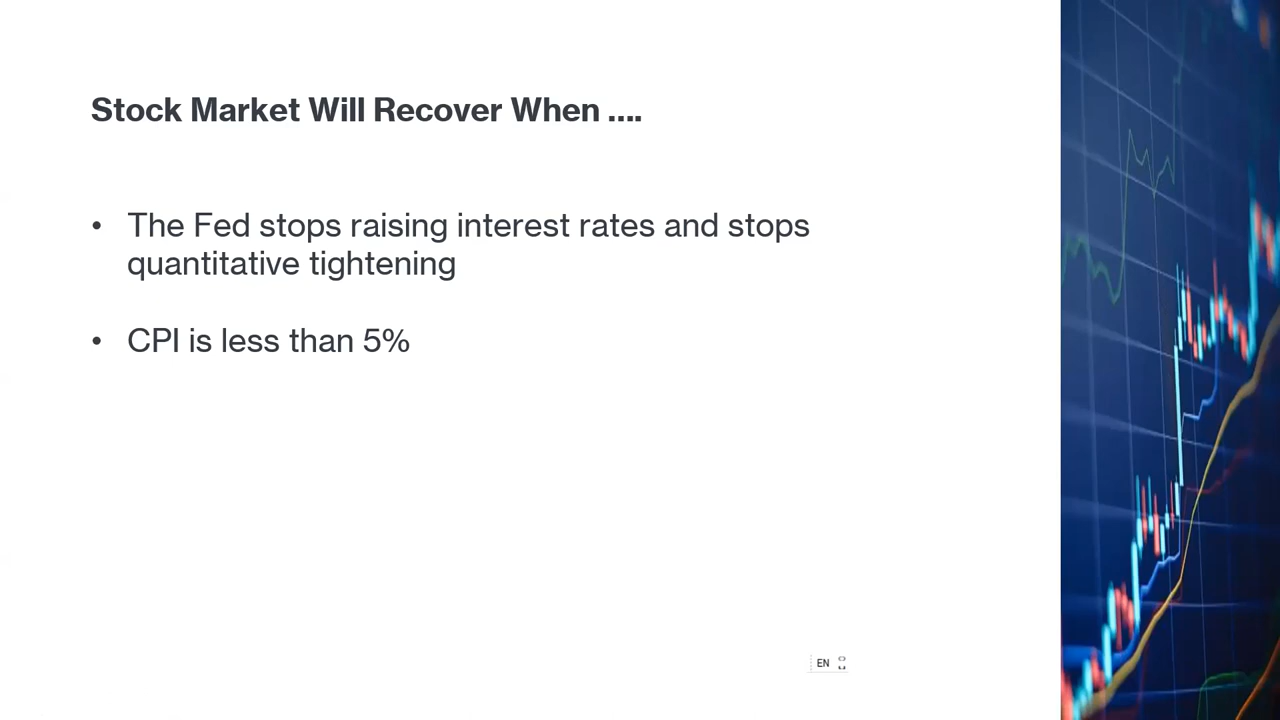 Stock Market Will Recover When ....
• The Fed stops raising interest rates and stops
quantitative tightening
• CPI is less than 5%
EN